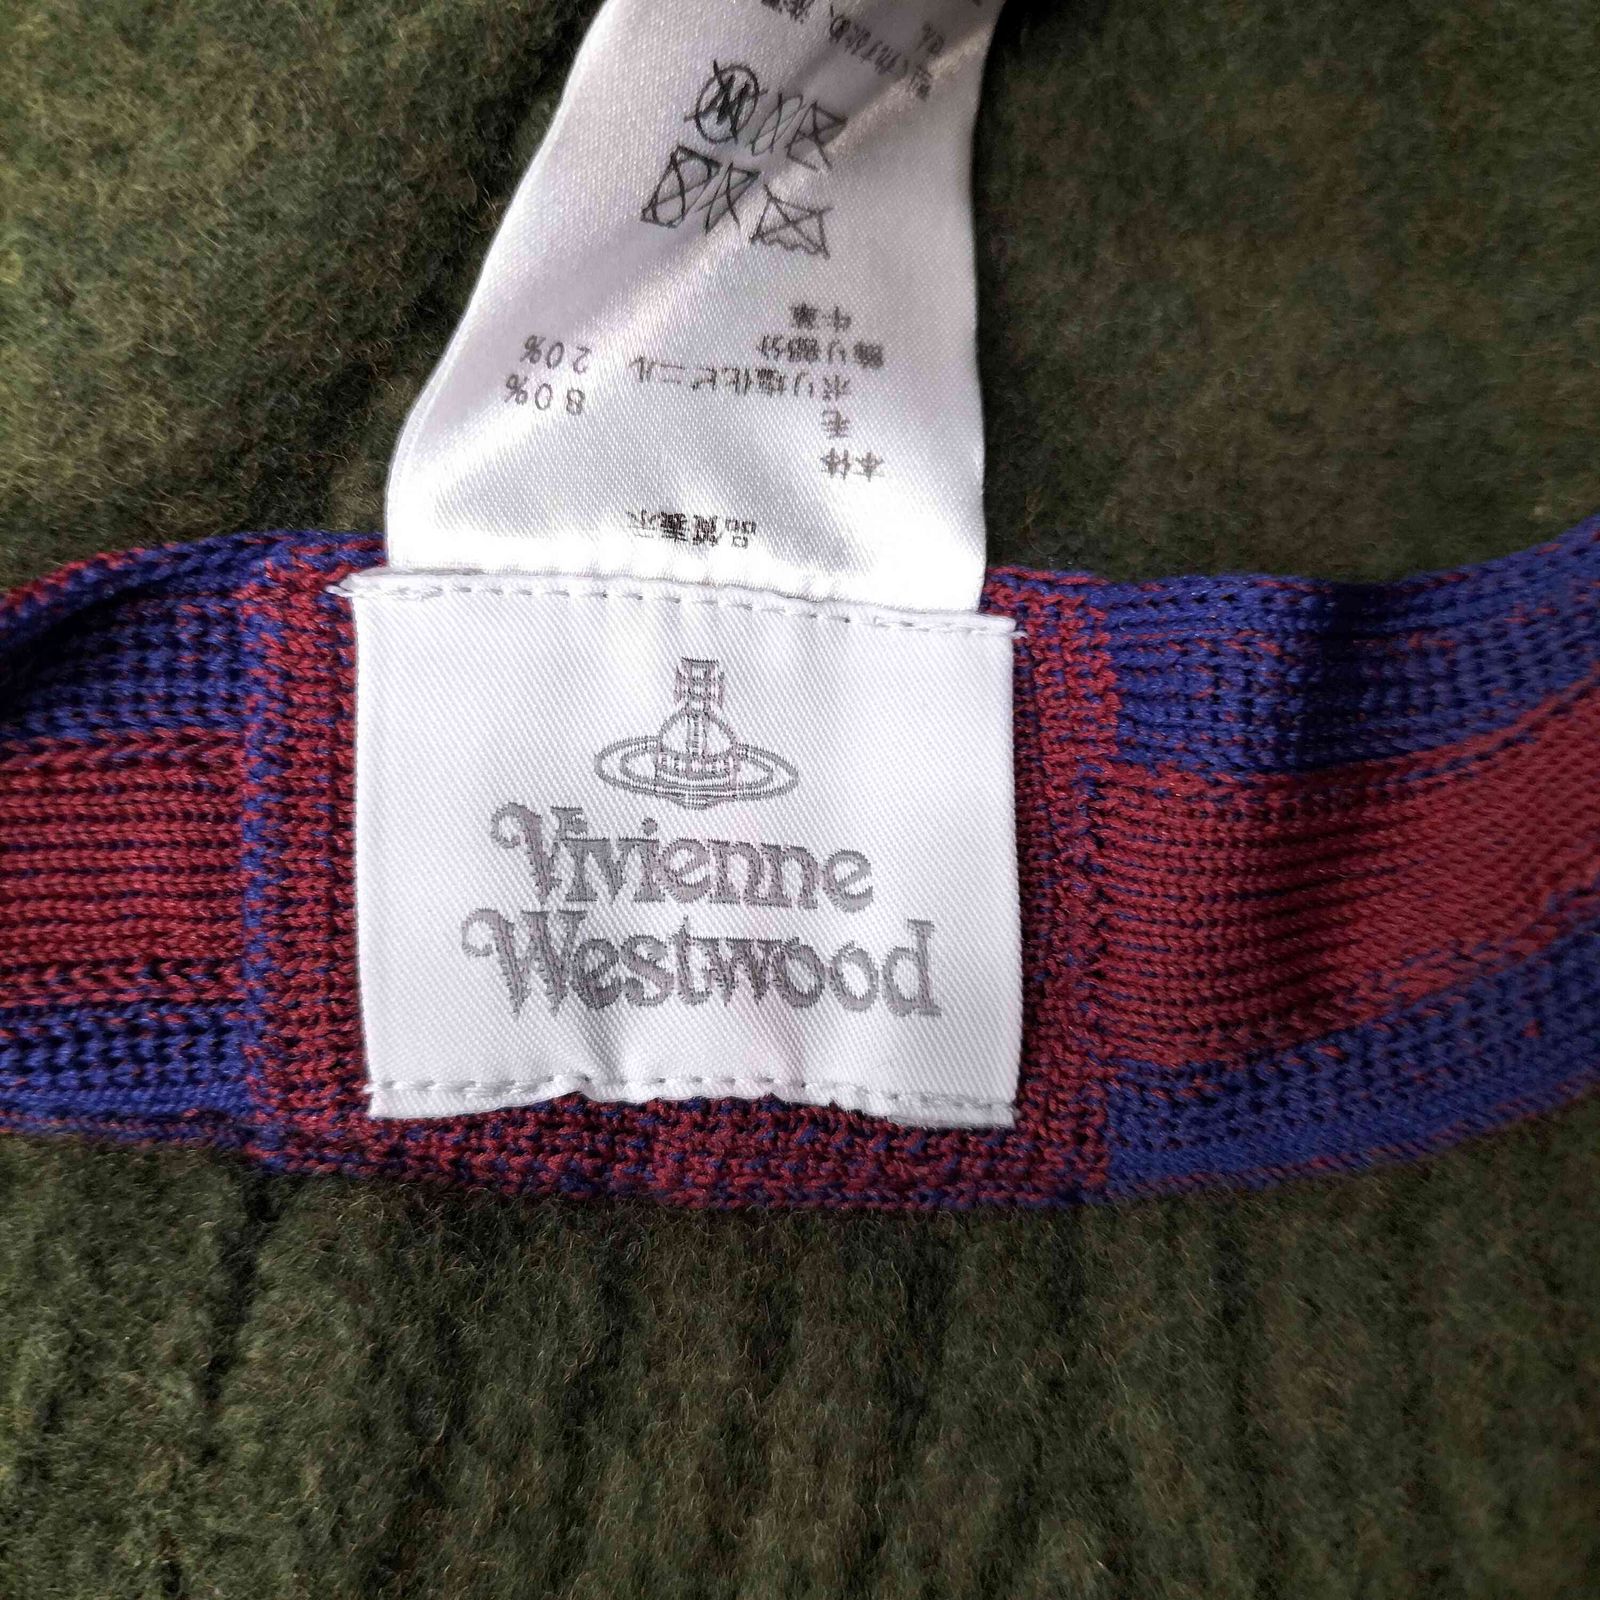 Vivienne
Westwood
品質表示
本体
毛 80%
ポリ塩化ビニル 20%
飾り部分
牛革